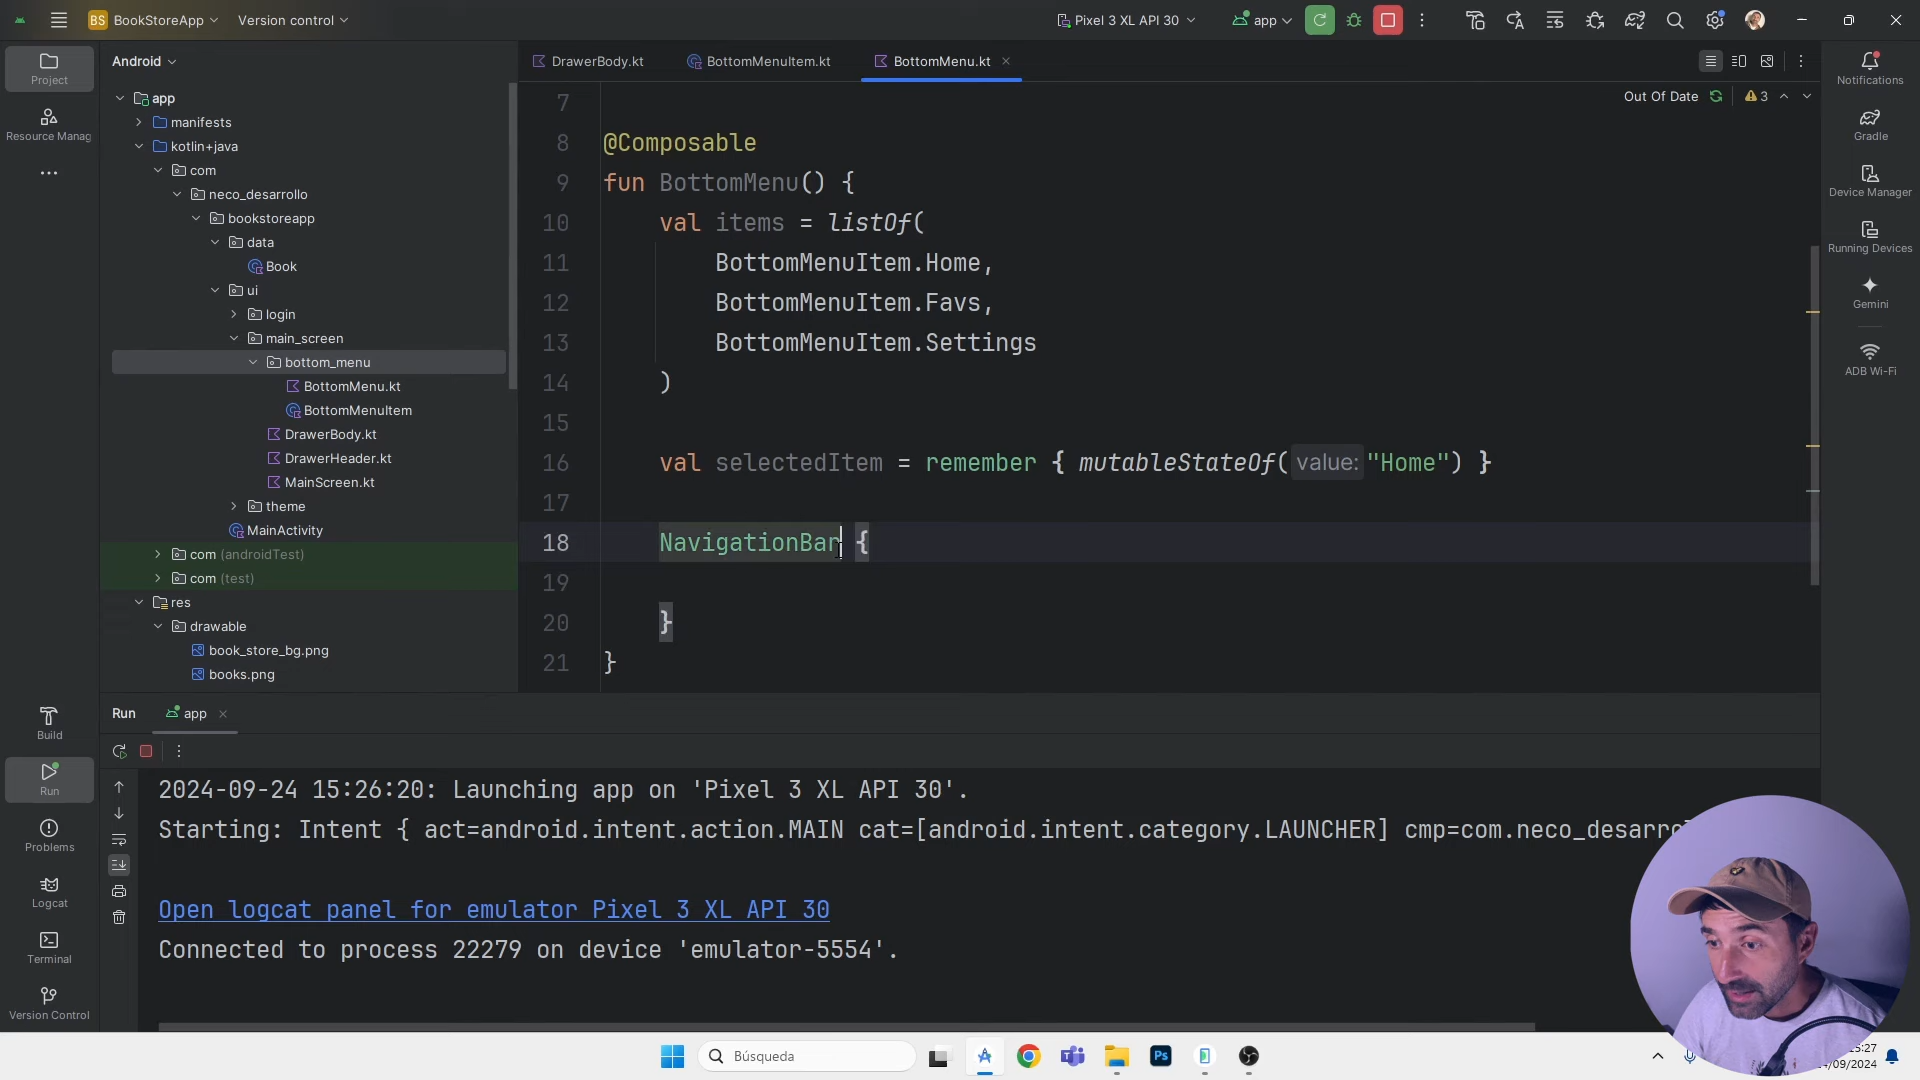 BS BookStoreApp Version control Pixel 3 XL API 30 app
Project
Resource Manag
Android
app
manifests
kotlin+java
com
neco_desarrollo
bookstoreapp
data
Book
ui
login
main_screen
bottom_menu
BottomMenu.kt
BottomMenuItem
DrawerBody.kt
DrawerHeader.kt
MainScreen.kt
theme
MainActivity
com (androidTest)
com (test)
res
drawable
book_store_bg.png
books.png
DrawerBody.kt BottomMenuItem.kt BottomMenu.kt
Out Of Date 3
7
8 @Composable
9 fun BottomMenu() {
10 val items = listOf(
11 BottomMenuItem.Home,
12 BottomMenuItem.Favs,
13 BottomMenuItem.Settings
14 )
15
16 val selectedItem = remember { mutableStateOf( value: "Home") }
17
18 NavigationBar {
19
20 }
21 }
Notifications
Gradle
Device Manager
Running Devices
Gemini
ADB Wi-Fi
Build
Run
Problems
Logcat
Terminal
Version Control
Run app
2024-09-24 15:26:20: Launching app on 'Pixel 3 XL API 30'.
Starting: Intent { act=android.intent.action.MAIN cat=[android.intent.category.LAUNCHER] cmp=com.neco_desarro
Open logcat panel for emulator Pixel 3 XL API 30
Connected to process 22279 on device 'emulator-5554'.
Búsqueda
Ps